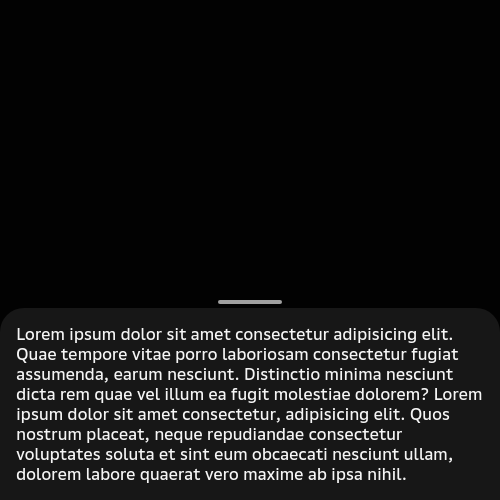 Lorem ipsum dolor sit amet consectetur adipisicing elit.
Quae tempore vitae porro laboriosam consectetur fugiat
assumenda, earum nesciunt. Distinctio minima nesciunt
dicta rem quae vel illum ea fugit molestiae dolorem? Lorem
ipsum dolor sit amet consectetur, adipisicing elit. Quos
nostrum placeat, neque repudiandae consectetur
voluptates soluta et sint eum obcaecati nesciunt ullam,
dolorem labore quaerat vero maxime ab ipsa nihil.